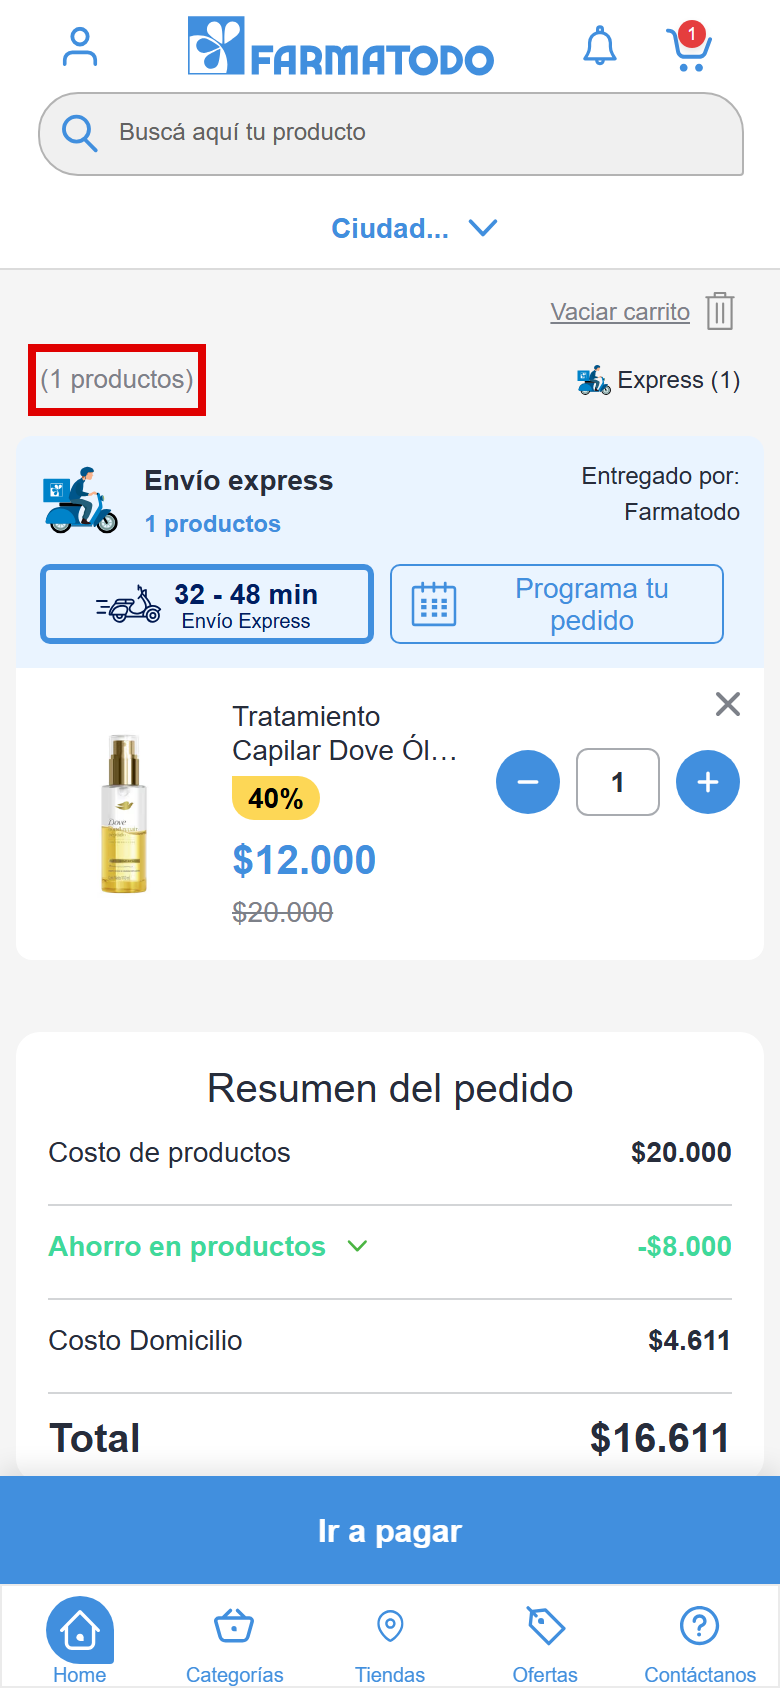 FARMATODO
1
Buscá aquí tu producto
Ciudad...
Vaciar carrito
(1 productos)
Express (1)
Envío express
1 productos
Entregado por:
Farmatodo
32 - 48 min
Envío Express
Programa tu
pedido
Tratamiento
Capilar Dove Ól...
40%
$12.000
$20.000
1
Dove
Resumen del pedido
Costo de productos $20.000
Ahorro en productos -$8.000
Costo Domicilio $4.611
Total $16.611
Ir a pagar
Home Categorías Tiendas Ofertas Contáctanos